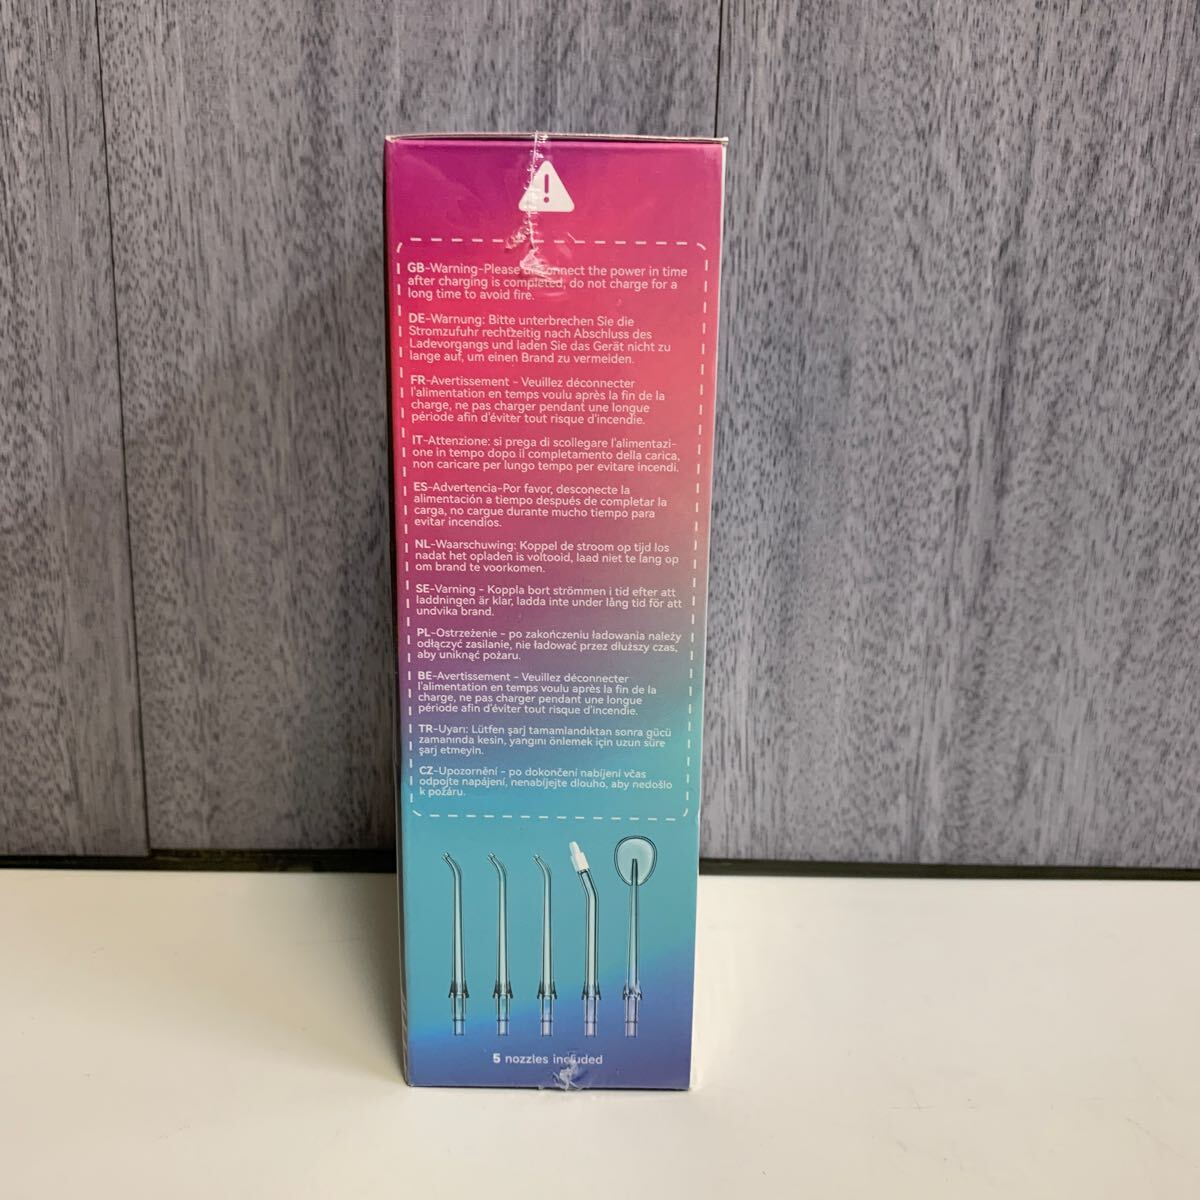 GB-Warning-Please disconnect the power in time
after charging is completed, do not charge for a
long time to avoid fire.
DE-Warnung: Bitte unterbrechen Sie die
Stromzufuhr rechtzeitig nach Abschluss des
Ladevorgangs und laden Sie das Gerät nicht zu
lange auf, um einen Brand zu vermeiden.
FR-Avertissement - Veuillez déconnecter
l'alimentation en temps voulu après la fin de la
charge, ne pas charger pendant une longue
période afin d'éviter tout risque d'incendie.
IT-Attenzione: si prega di scollegare l'alimentazi-
one in tempo dopo il completamento della carica,
non caricare per lungo tempo per evitare incendi.
ES-Advertencia-Por favor, desconecte la
alimentación a tiempo después de completar la
carga, no cargue durante mucho tiempo para
evitar incendios.
NL-Waarschuwing: Koppel de stroom op tijd los
nadat het opladen is voltooid, laad niet te lang op
om brand te voorkomen.
SE-Varning - Koppla bort strömmen i tid efter att
laddningen är klar, ladda inte under lång tid för att
undvika brand.
PL-Ostrzeżenie - po zakończeniu ładowania należy
odłączyć zasilanie, nie ładować przez dłuższy czas,
aby uniknąć pożaru.
BE-Avertissement - Veuillez déconnecter
l'alimentation en temps voulu après la fin de la
charge, ne pas charger pendant une longue
période afin d'éviter tout risque d'incendie.
TR-Uyarı: Lütfen şarj tamamlandıktan sonra gücü
zamanında kesin, yangını önlemek için uzun süre
şarj etmeyin.
CZ-Upozornění - po dokončení nabíjení včas
odpojte napájení, nenabíjejte dlouho, aby nedošlo
k požáru.
5 nozzles included